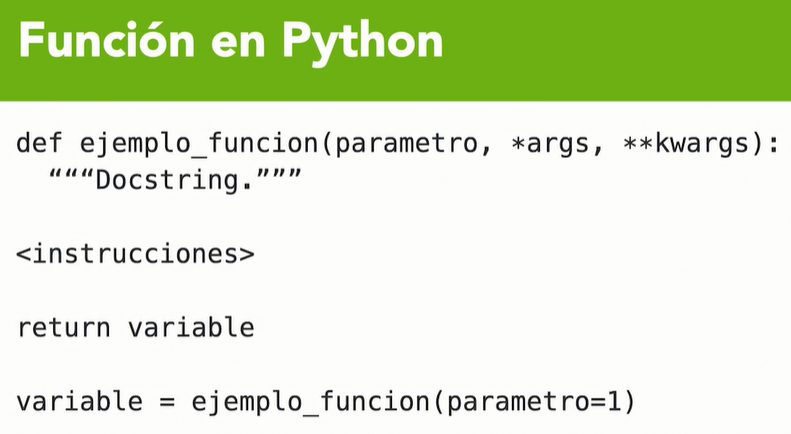 Función en Python
def ejemplo_funcion(parametro, *args, **kwargs):
“““Docstring.”””
<instrucciones>
return variable
variable = ejemplo_funcion(parametro=1)